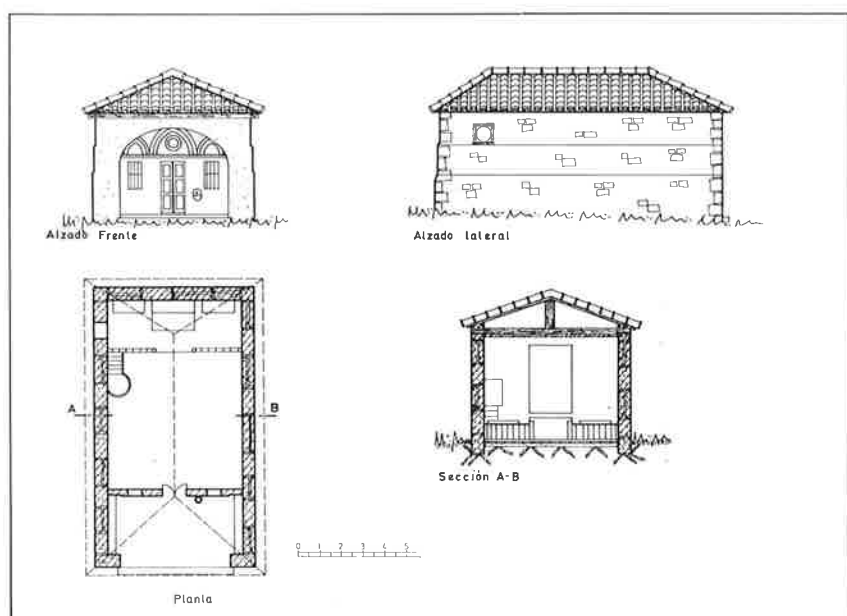 Alzado Frente
Alzado lateral
A
B
Sección A-B
0 1 2 3 4 5
Planta